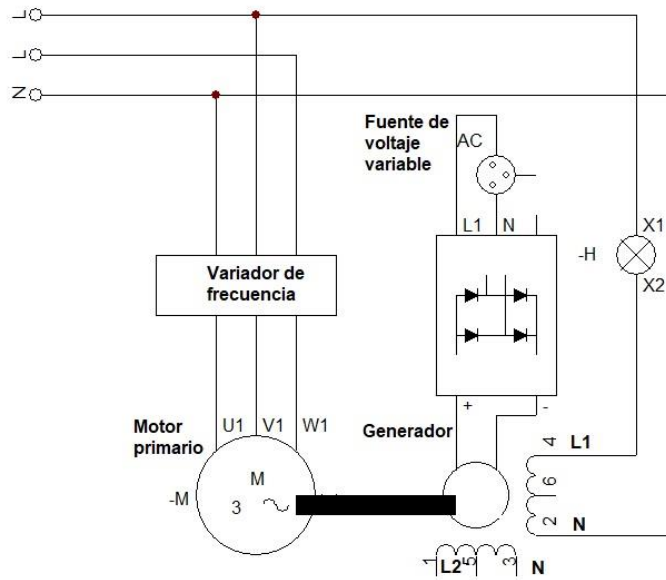 L
L
N
Fuente de
voltaje
variable
AC
L1 N
X1
-H
X2
Variador de
frecuencia
+ -
Motor
primario
U1 V1 W1
Generador
4 L1
6
2 N
M
-M
3
1 L2 5 3 N